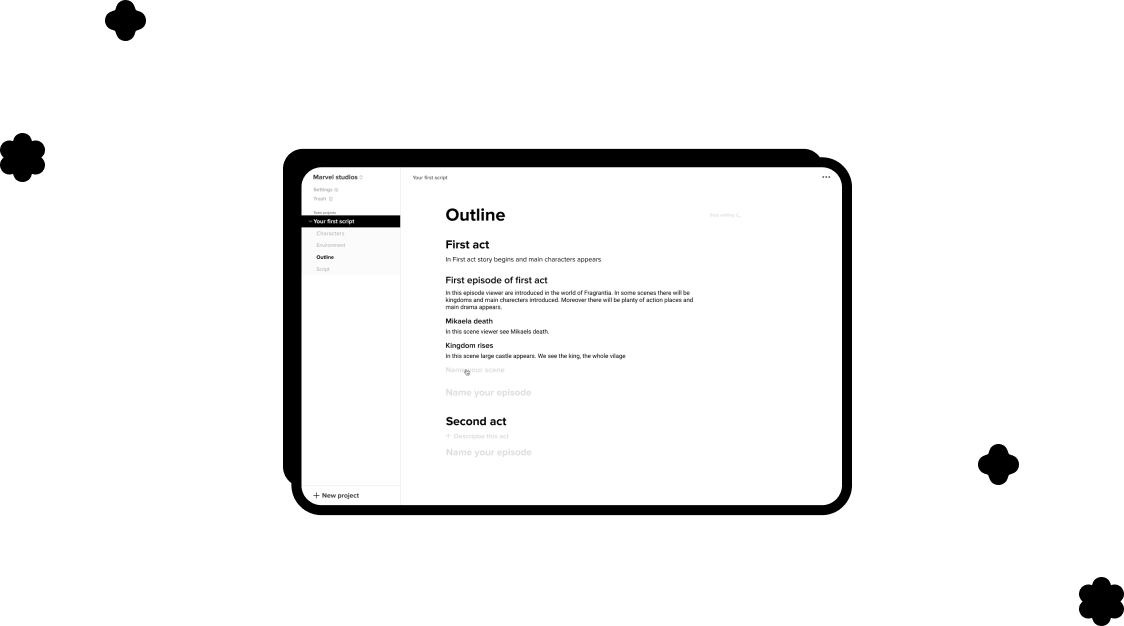 Marvel studios
Settings
Trash
Your first script
Characters
Environment
Outline
Script
New project
Your first script
Outline
Stop editing
First act
In First act story begins and main characters appears
First episode of first act
In this episode viewer are introduced in the world of Fragrantia. In some scenes there will be
kingdoms and main charecters introduced. Moreover there will be planty of action places and
main drama appears.
Mikaela death
In this scene viewer see Mikaels death.
Kingdom rises
In this scene large castle appears. We see the king, the whole vilage
Name your scene
Name your episode
Second act
Describe this act
Name your episode